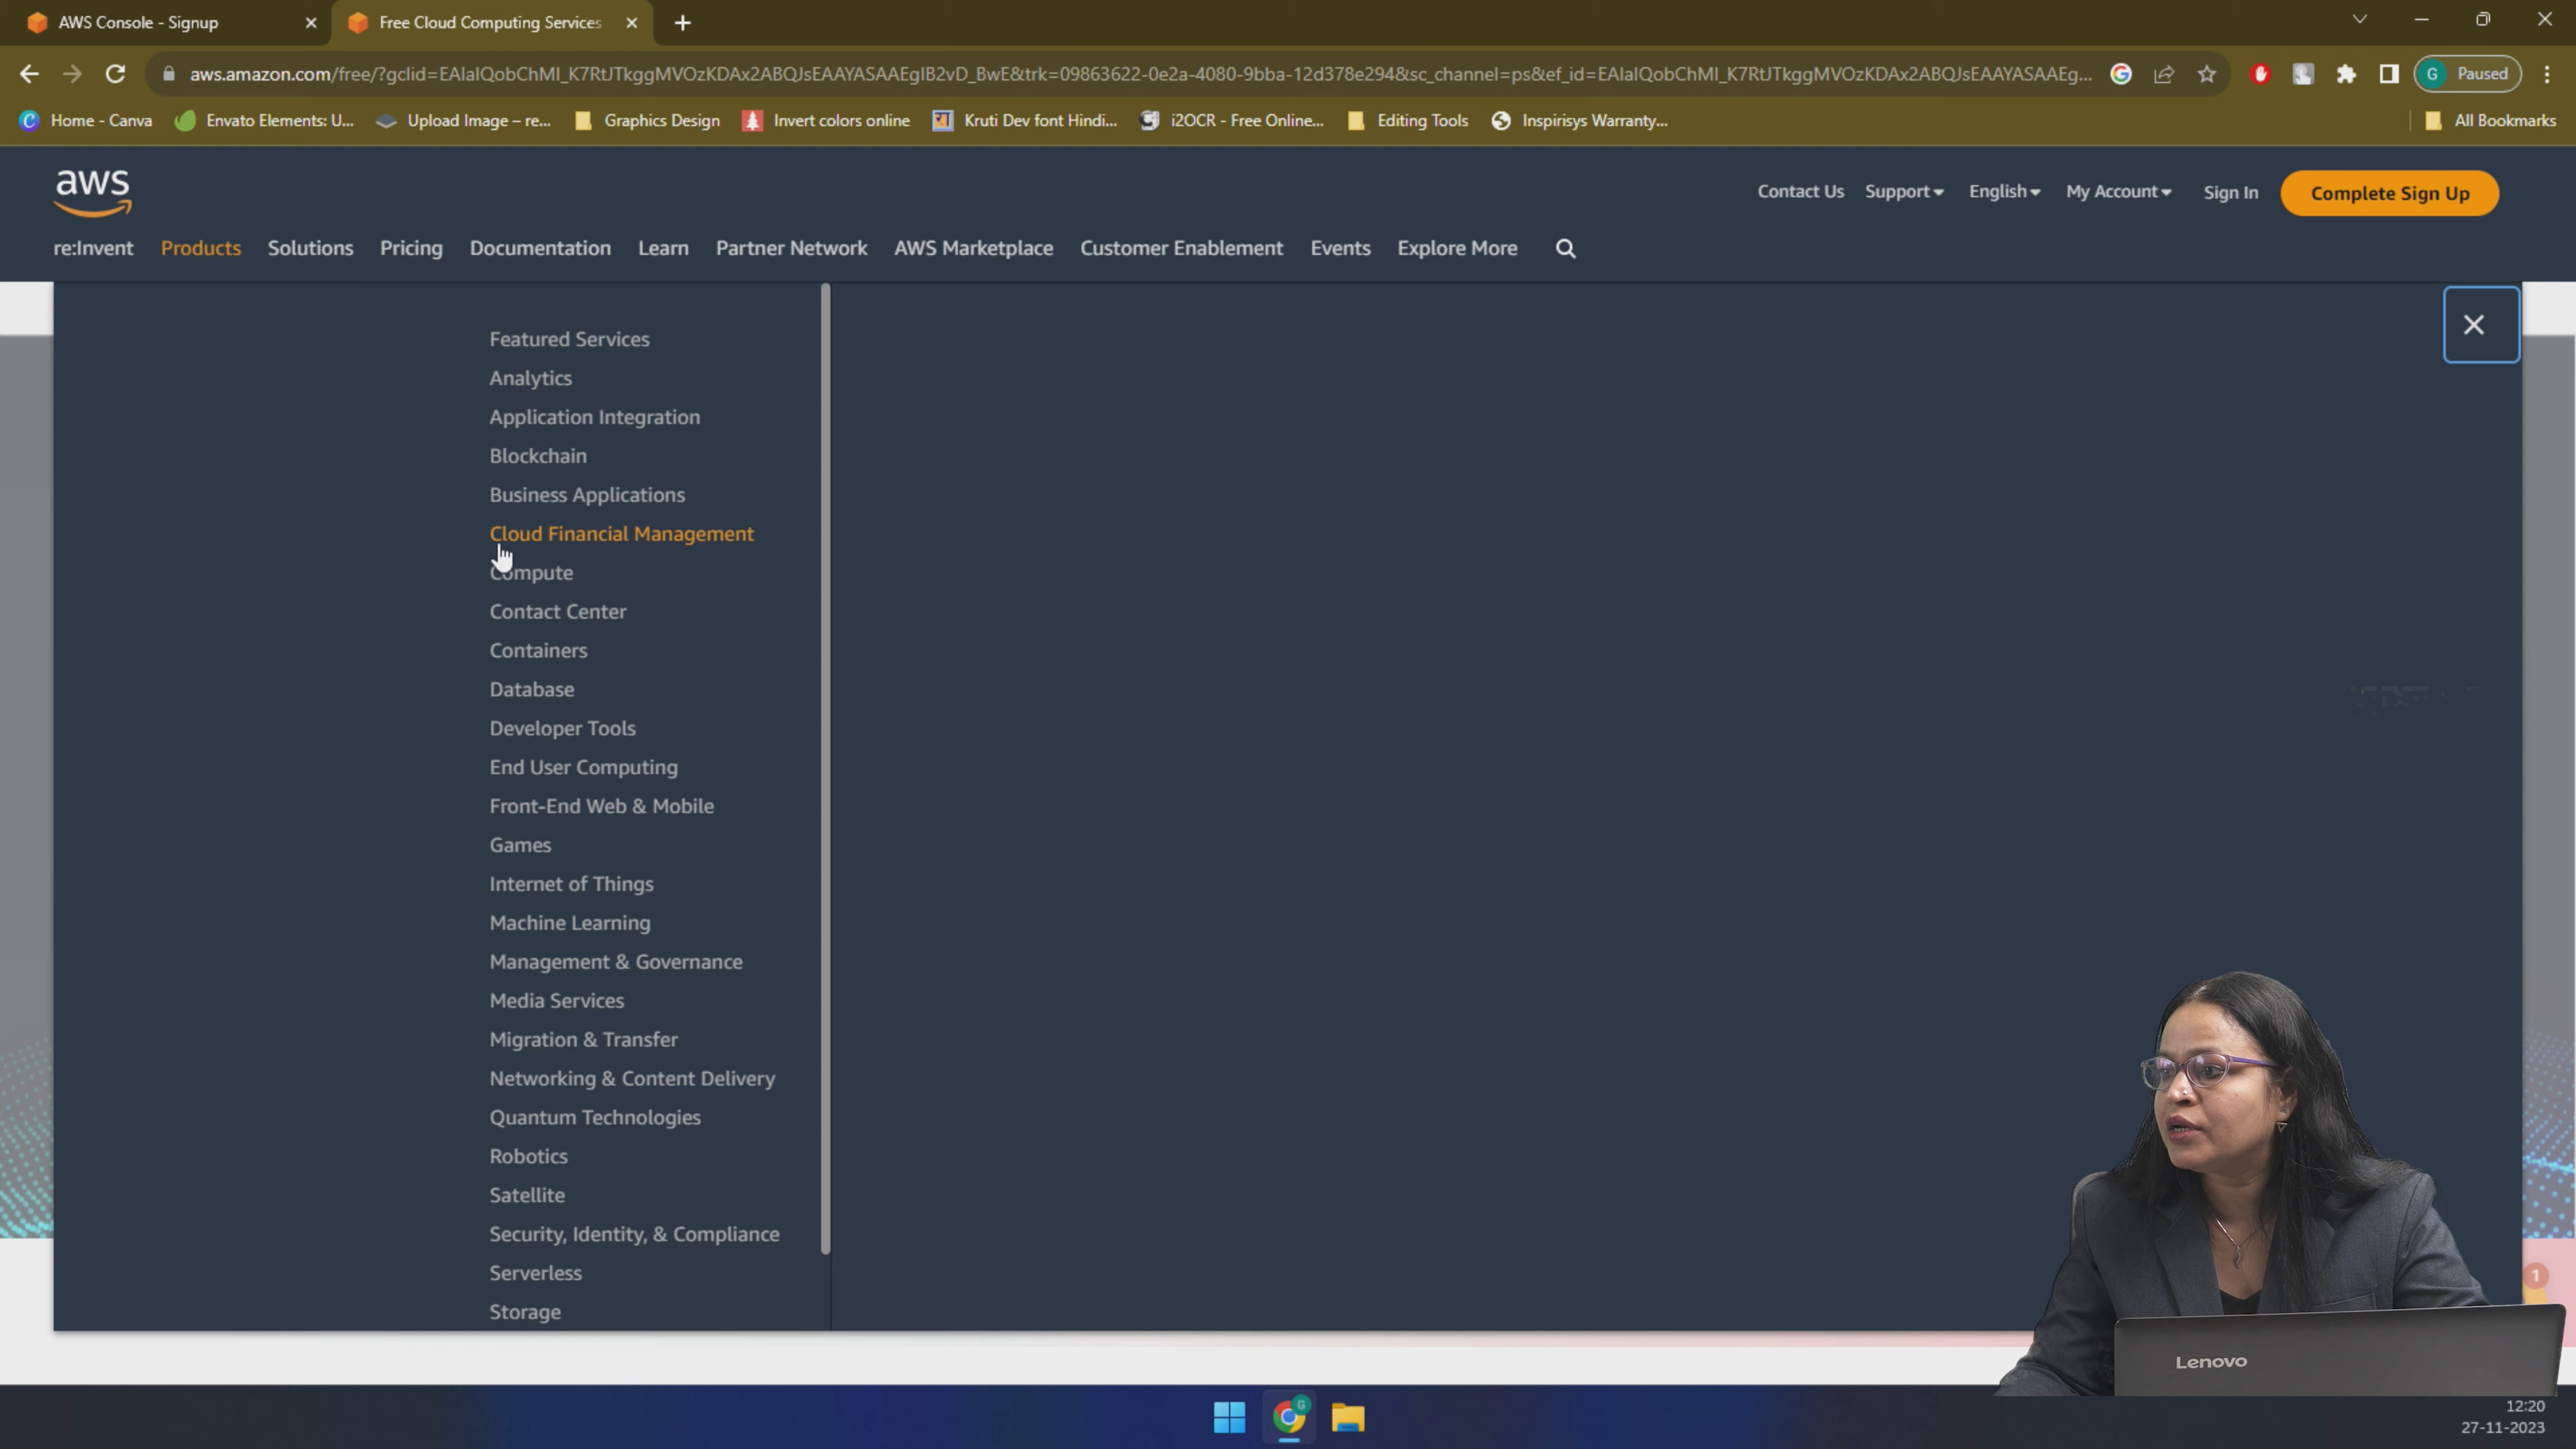 AWS Console - Signup
Free Cloud Computing Services
aws.amazon.com/free/?gclid=EAIaIQobChMI_K7RtJTkggMVOzKDAx2ABQJsEAAYASAAEgIB2vD_BwE&trk=09863622-0e2a-4080-9bba-12d378e294&sc_channel=ps&ef_id=EAIaIQobChMI_K7RtJTkggMVOzKDAx2ABQJsEAAYASAAEg...
G Paused
Home - Canva
Envato Elements: U...
Upload Image – re...
Graphics Design
Invert colors online
Kruti Dev font Hindi...
i2OCR - Free Online...
Editing Tools
Inspirisys Warranty...
All Bookmarks
aws
Contact Us Support English My Account Sign In Complete Sign Up
re:Invent Products Solutions Pricing Documentation Learn Partner Network AWS Marketplace Customer Enablement Events Explore More
Featured Services
Analytics
Application Integration
Blockchain
Business Applications
Cloud Financial Management
Compute
Contact Center
Containers
Database
Developer Tools
End User Computing
Front-End Web & Mobile
Games
Internet of Things
Machine Learning
Management & Governance
Media Services
Migration & Transfer
Networking & Content Delivery
Quantum Technologies
Robotics
Satellite
Security, Identity, & Compliance
Serverless
Storage
1
Lenovo
12:20
27-11-2023